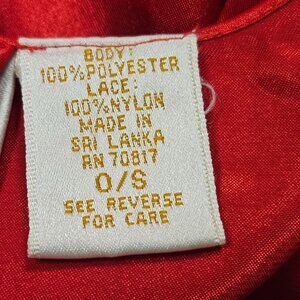 BODY:
100%POLYESTER
LACE:
100%NYLON
MADE IN
SRI LANKA
RN 70817
O/S
SEE REVERSE
FOR CARE